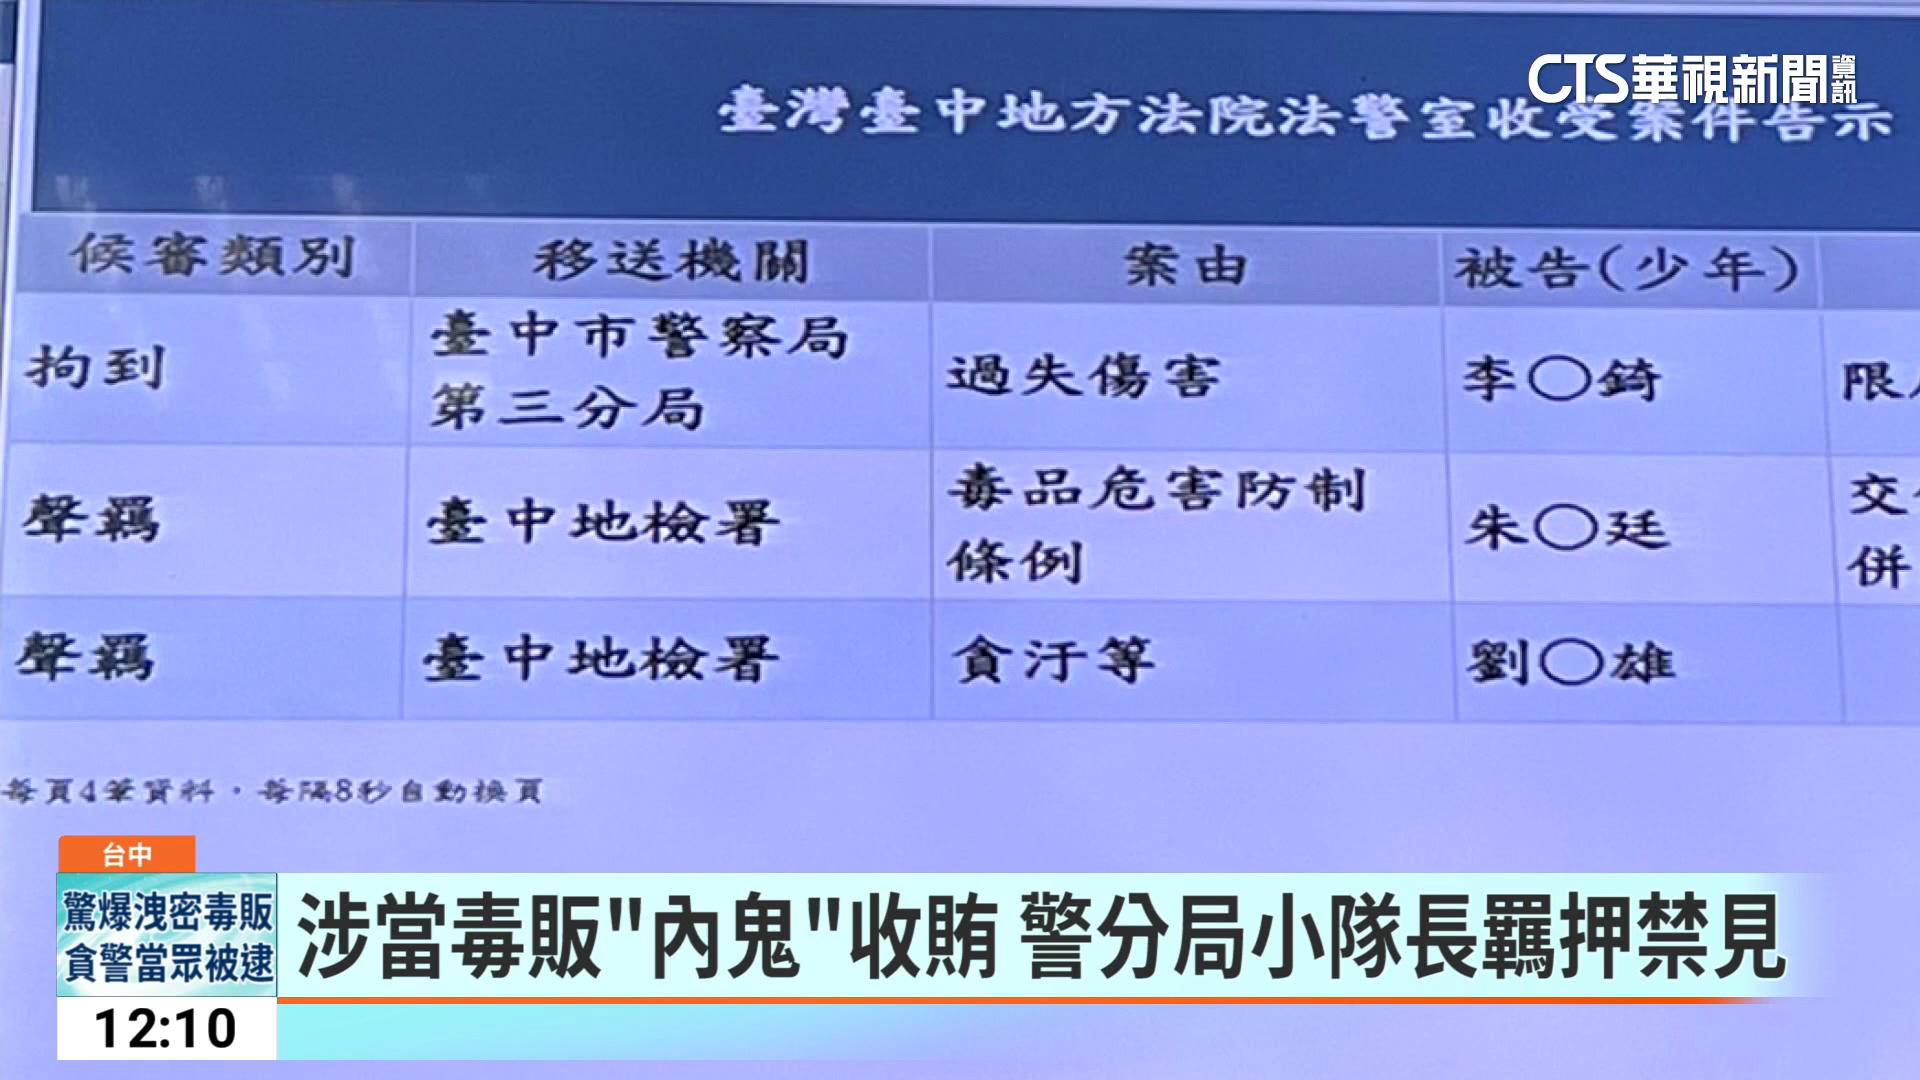 CTS華視新聞資訊
臺灣臺中地方法院法警室收受案件告示
候審類別 移送機關 案由 被告(少年)
拘到 臺中市警察局第三分局 過失傷害 李○錡 限
聲羈 臺中地檢署 毒品危害防制條例 朱○廷 交 併
聲羈 臺中地檢署 貪汙等 劉○雄
每頁4筆資料，每隔8秒自動換頁
台中
驚爆洩密毒販
貪警當眾被逮
涉當毒販"內鬼"收賄 警分局小隊長羈押禁見
12:10